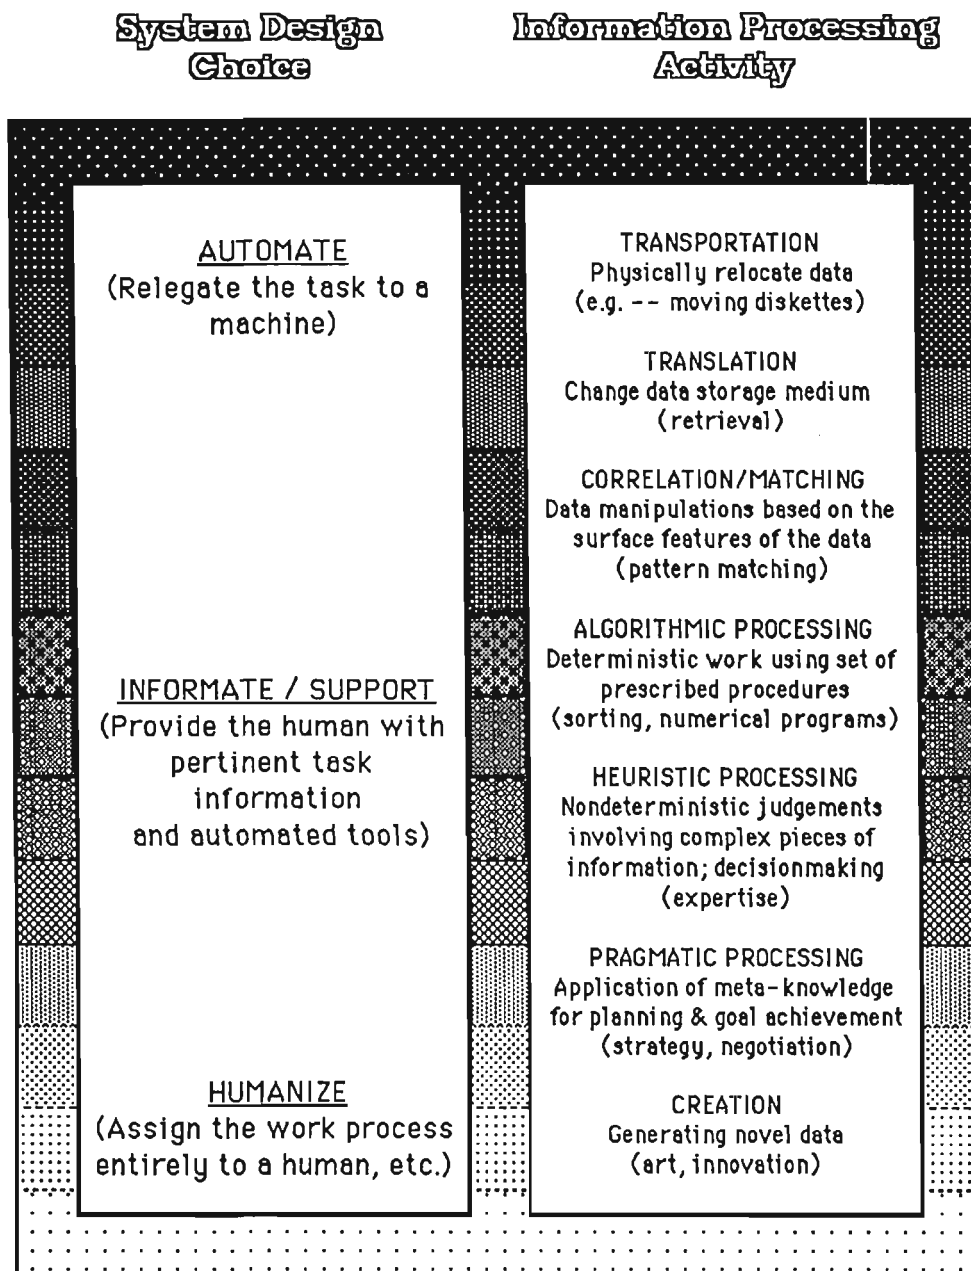 System Design
Choice
Information Processing
Activity
AUTOMATE
(Relegate the task to a
machine)
INFORMATE / SUPPORT
(Provide the human with
pertinent task
information
and automated tools)
HUMANIZE
(Assign the work process
entirely to a human, etc.)
TRANSPORTATION
Physically relocate data
(e.g. -- moving diskettes)
TRANSLATION
Change data storage medium
(retrieval)
CORRELATION/MATCHING
Data manipulations based on the
surface features of the data
(pattern matching)
ALGORITHMIC PROCESSING
Deterministic work using set of
prescribed procedures
(sorting, numerical programs)
HEURISTIC PROCESSING
Nondeterministic judgements
involving complex pieces of
information; decisionmaking
(expertise)
PRAGMATIC PROCESSING
Application of meta-knowledge
for planning & goal achievement
(strategy, negotiation)
CREATION
Generating novel data
(art, innovation)